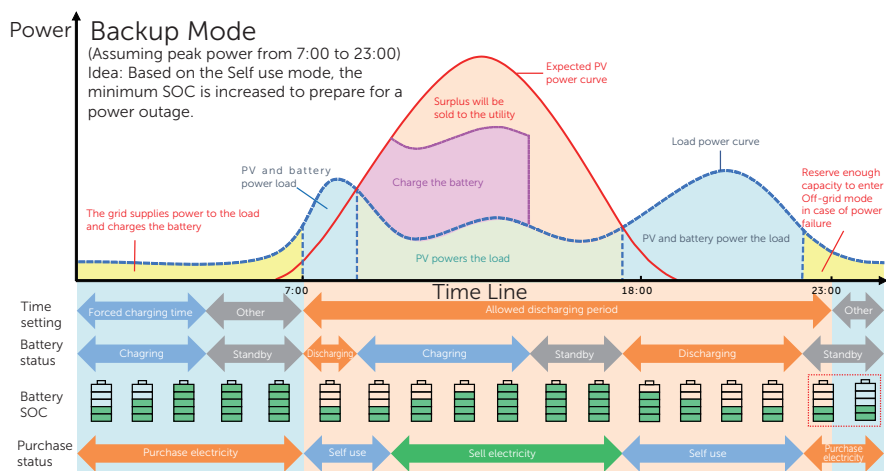 Power
Backup Mode
(Assuming peak power from 7:00 to 23:00)
Idea: Based on the Self use mode, the
minimum SOC is increased to prepare for a
power outage.
Expected PV
power curve
Surplus will be
sold to the utility
Load power curve
PV and battery
power load
Charge the battery
Reserve enough
capacity to enter
Off-grid mode
in case of power
failure
The grid supplies power to the load
and charges the battery
PV and battery power the load
PV powers the load
7:00
Time Line
18:00
23:00
Time
setting
Forced charging time
Other
Allowed discharging period
Other
Battery
status
Chagring
Standby
Discharging
Chagring
Standby
Discharging
Standby
Battery
SOC
Purchase
status
Purchase electricity
Self use
Sell electricity
Self use
Purchase
electricity